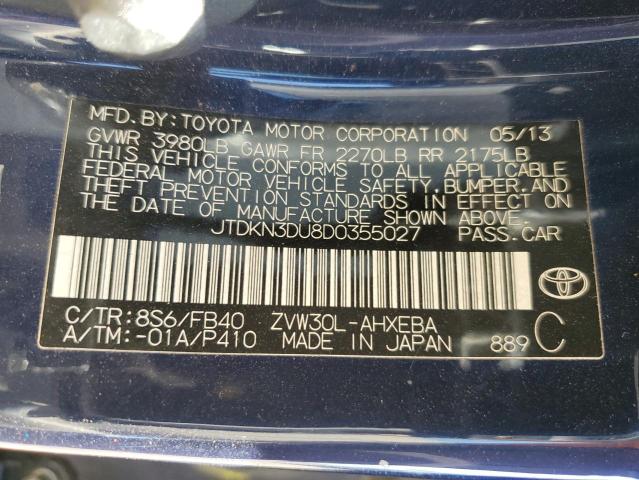 MFD. BY: TOYOTA MOTOR CORPORATION 05/13
GVWR 3980LB GAWR FR 2270LB RR 2175LB
THIS VEHICLE CONFORMS TO ALL APPLICABLE
FEDERAL MOTOR VEHICLE SAFETY, BUMPER, AND
THEFT PREVENTION STANDARDS IN EFFECT ON
THE DATE OF MANUFACTURE SHOWN ABOVE.
JTDKN3DU8D0355027 PASS. CAR
C/TR: 8S6/FB40 ZVW30L-AHXEBA C
A/TM: -01A/P410 MADE IN JAPAN 889